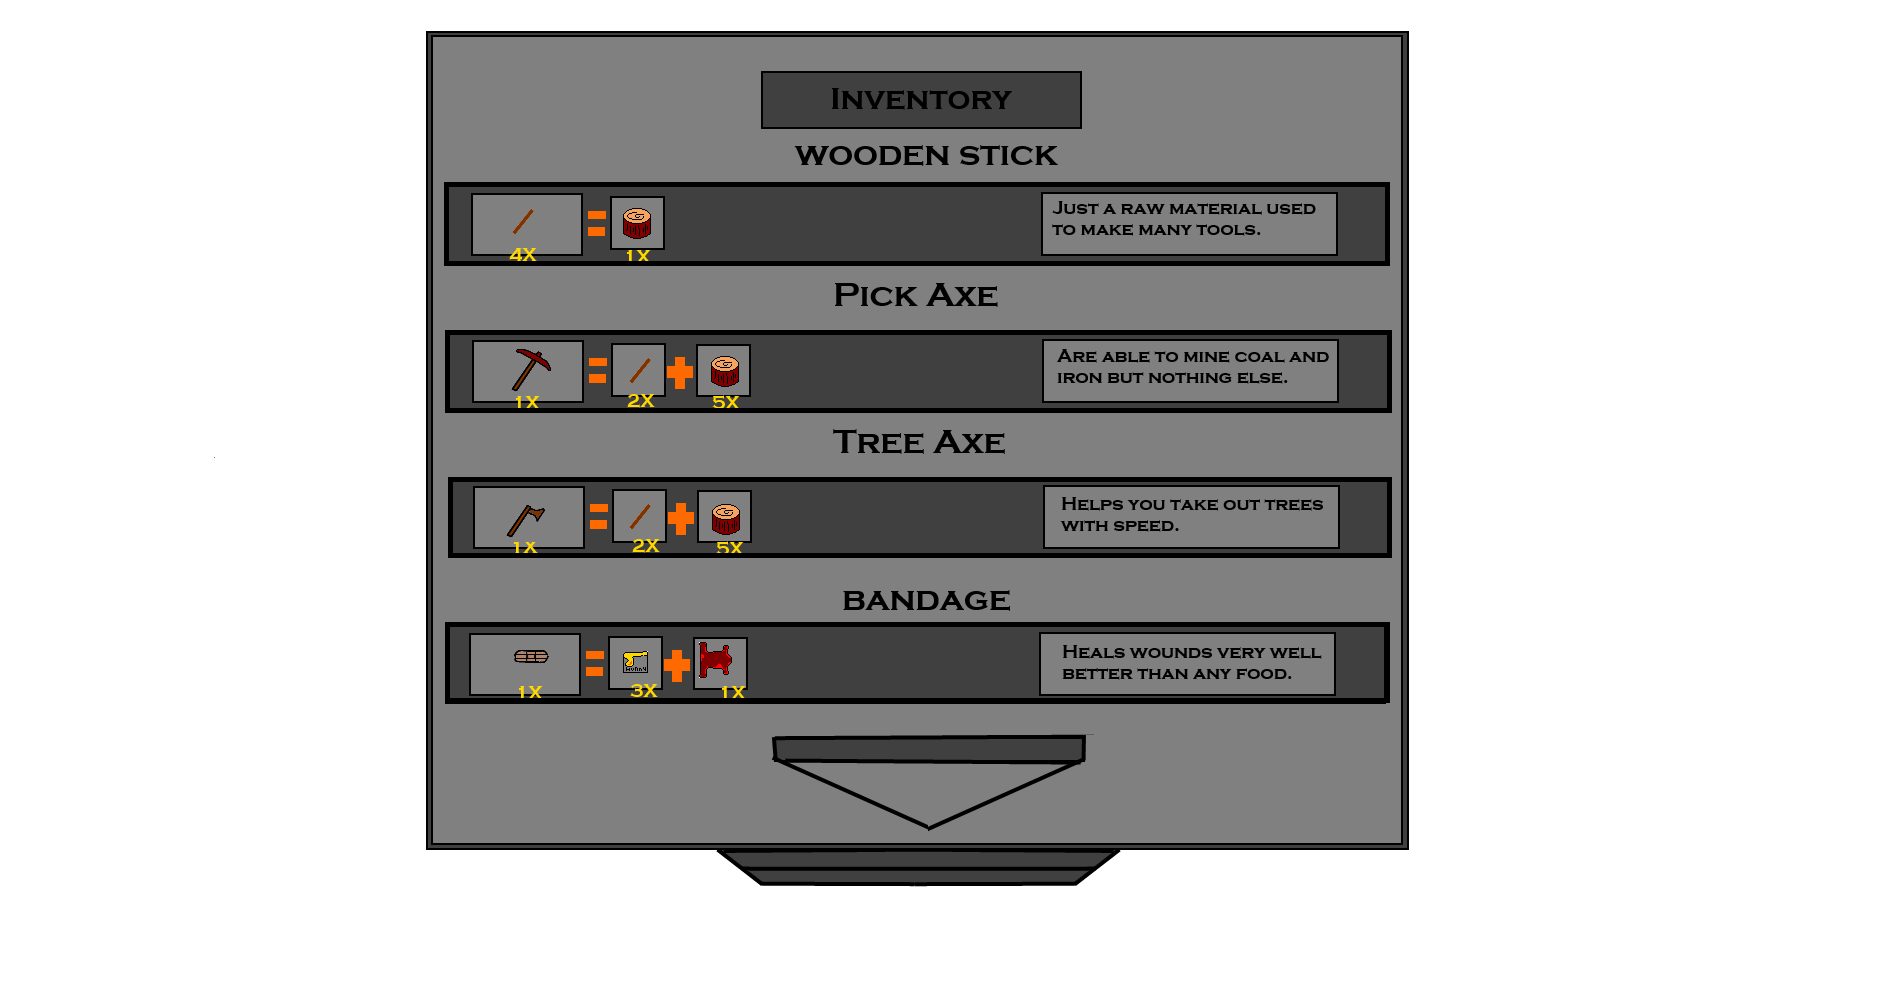 Inventory
WOODEN STICK
4X 1X
Just a raw material used
to make many tools.
Pick Axe
1X 2X 5X
Are able to mine coal and
iron but nothing else.
Tree Axe
1X 2X 5X
Helps you take out trees
with speed.
BANDAGE
1X 3X 1X
Heals wounds very well
better than any food.